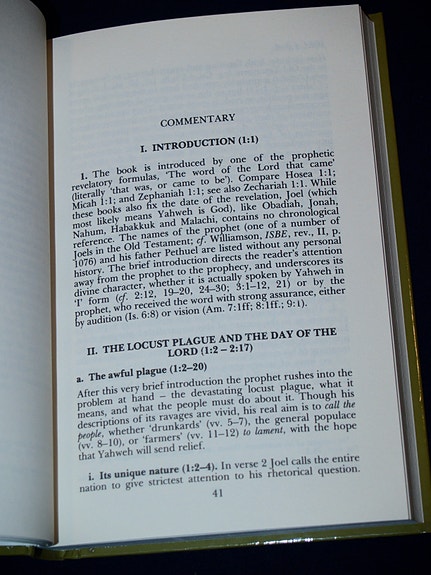 COMMENTARY
I. INTRODUCTION (1:1)
1. The book is introduced by one of the prophetic
revelatory formulas, 'The word of the Lord that came'
(literally 'that was, or came to be'). Compare Hosea 1:1;
Micah 1:1; and Zephaniah 1:1; see also Zechariah 1:1. While
these books also fix the date of the revelation, Joel (which
most likely means Yahweh is God), like Obadiah, Jonah,
Nahum, Habakkuk and Malachi, contains no chronological
reference. The names of the prophet (one of a number of
Joels in the Old Testament; cf. Williamson, ISBE, rev., II, p.
1076) and his father Pethuel are listed without any personal
history. The brief introduction directs the reader's attention
away from the prophet to the prophecy, and underscores its
divine character, whether it is actually spoken by Yahweh in
'I' form (cf. 2:12, 19–20, 24–30; 3:1–12, 21) or by the
prophet, who received the word with strong assurance, either
by audition (Is. 6:8) or vision (Am. 7:1ff; 8:1ff.; 9:1).
II. THE LOCUST PLAGUE AND THE DAY OF THE
LORD (1:2 – 2:17)
a. The awful plague (1:2–20)
After this very brief introduction the prophet rushes into the
problem at hand – the devastating locust plague, what it
means, and what the people must do about it. Though his
descriptions of its ravages are vivid, his real aim is to call the
people, whether 'drunkards' (vv. 5–7), the general populace
(vv. 8–10), or 'farmers' (vv. 11–12) to lament, with the hope
that Yahweh will send relief.
i. Its unique nature (1:2–4). In verse 2 Joel calls the entire
nation to give strictest attention to his rhetorical question.
41